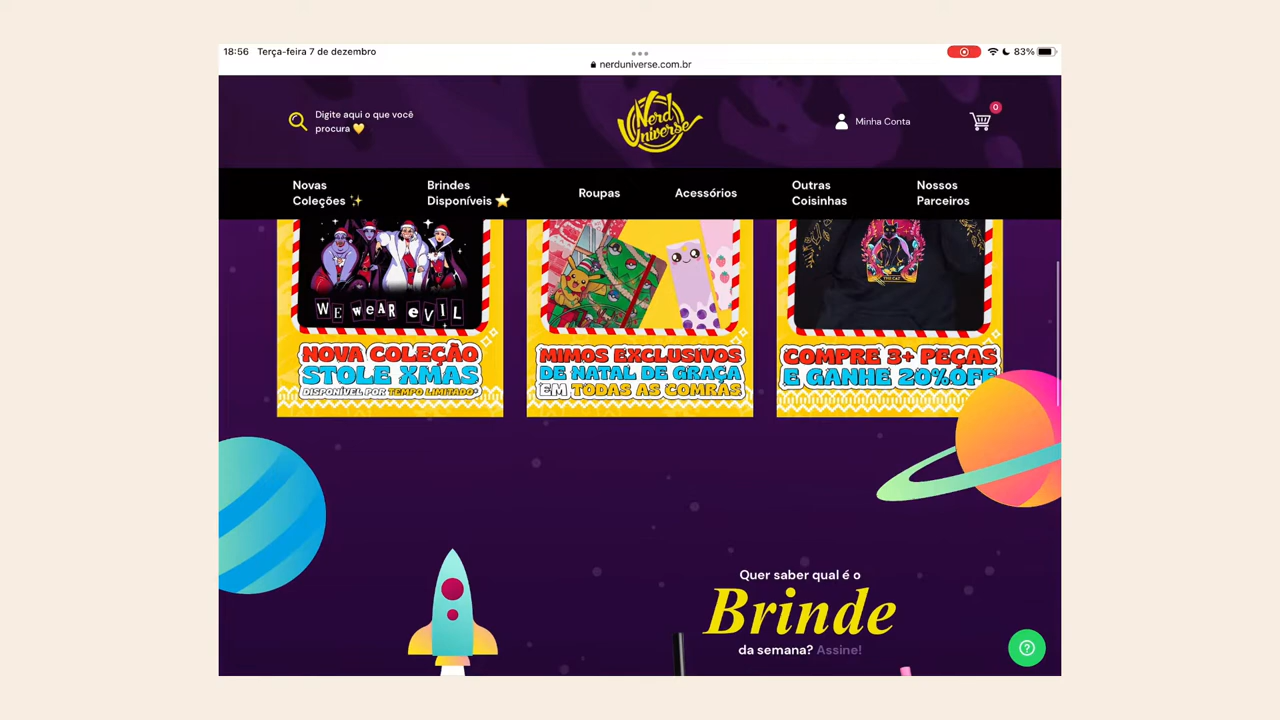 18:56 Terça-feira 7 de dezembro
83%
nerduniverse.com.br
Digite aqui o que você
procura 💛
Nerd
Universe
Minha Conta
0
Novas
Coleções ✨
Brindes
Disponíveis ⭐
Roupas
Acessórios
Outras
Coisinhas
Nossos
Parceiros
WE WEAR EVIL
NOVA COLEÇÃO
STOLE XMAS
DISPONÍVEL POR TEMPO LIMITADO*
MIMOS EXCLUSIVOS
DE NATAL DE GRAÇA
EM TODAS AS COMRAS
THE CAT
COMPRE 3+ PEÇAS
E GANHE 20%OFF
Quer saber qual é o
Brinde
da semana? Assine!